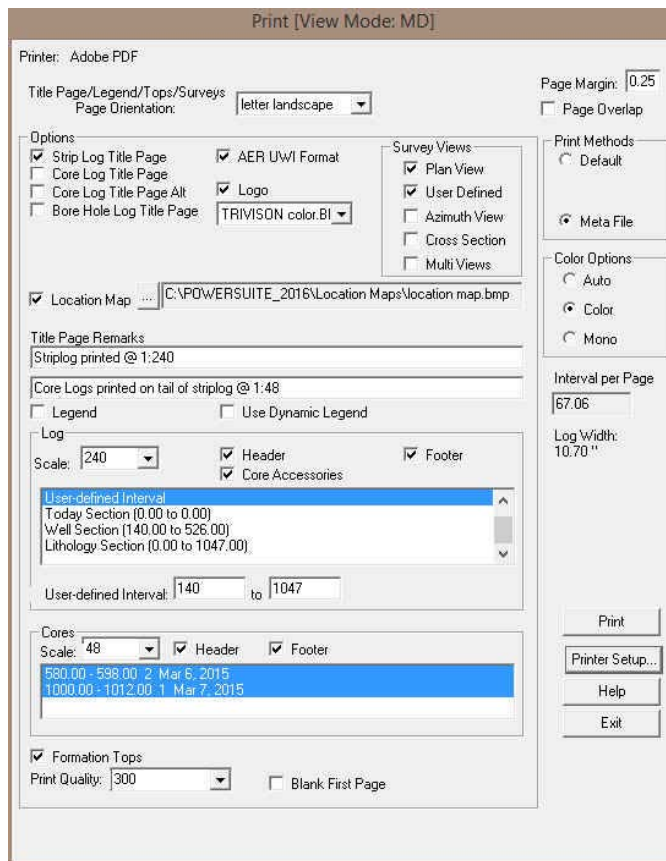 Print [View Mode: MD]
Printer: Adobe PDF
Title Page/Legend/Tops/Surveys
Page Orientation:
letter landscape
Page Margin: 0.25
Page Overlap
Options
Strip Log Title Page
Core Log Title Page
Core Log Title Page Alt
Bore Hole Log Title Page
AER UWI Format
Logo
TRIVISON color.BI
Survey Views
Plan View
User Defined
Azimuth View
Cross Section
Multi Views
Print Methods
Default
Meta File
Color Options
Auto
Color
Mono
Location Map ... C:\POWERSUITE_2016\Location Maps\location map.bmp
Title Page Remarks
Striplog printed @ 1:240
Core Logs printed on tail of striplog @ 1:48
Legend
Use Dynamic Legend
Interval per Page
67.06
Log Width:
10.70 "
Log
Scale: 240
Header
Footer
Core Accessories
User-defined Interval
Today Section (0.00 to 0.00)
Well Section (140.00 to 526.00)
Lithology Section (0.00 to 1047.00)
User-defined Interval: 140 to 1047
Cores
Scale: 48
Header
Footer
580.00 - 598.00 2 Mar 6, 2015
1000.00 - 1012.00 1 Mar 7, 2015
Print
Printer Setup...
Help
Exit
Formation Tops
Print Quality: 300
Blank First Page